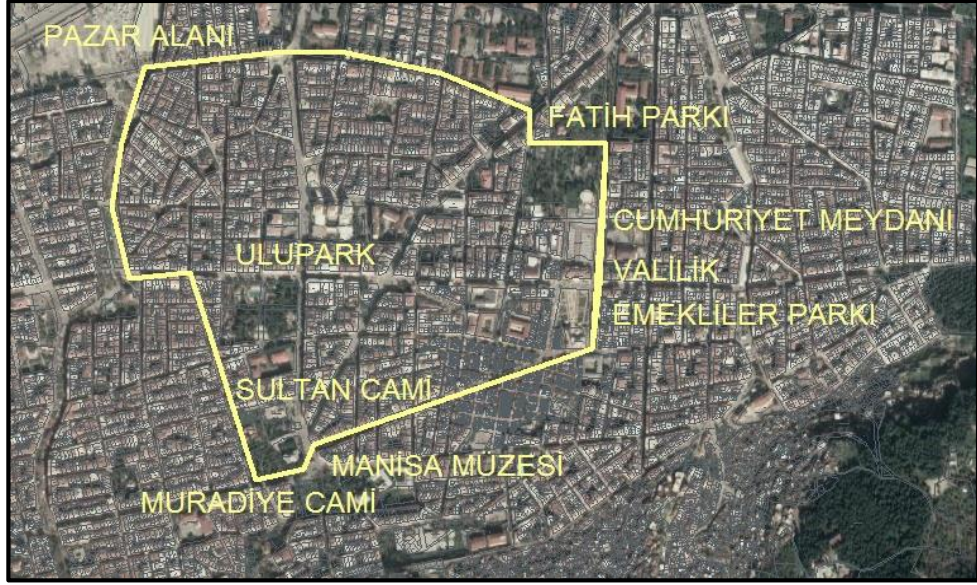 PAZAR ALANI
FATİH PARKI
CUMHURİYET MEYDANI
ULUPARK
VALİLİK
EMEKLİLER PARKI
SULTAN CAMİ
MANİSA MÜZESİ
MURADİYE CAMİ